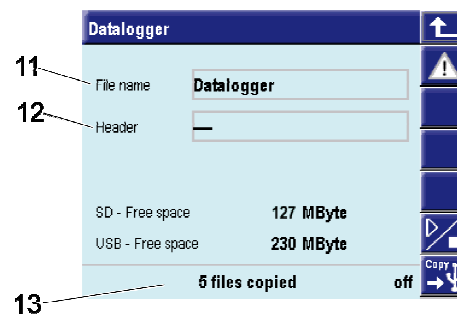 Datalogger
11
File name
Datalogger
12
Header
—
SD - Free space 127 MByte
USB - Free space 230 MByte
5 files copied off
Copy
13